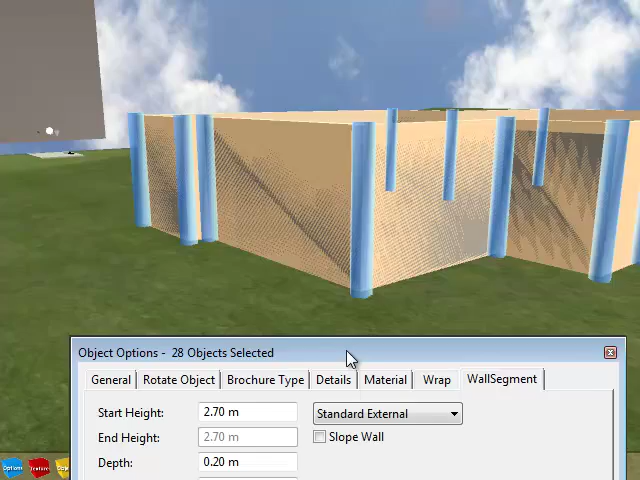 Object Options -  28 Objects Selected
General Rotate Object Brochure Type Details Material Wrap WallSegment
Start Height: 2.70 m Standard External
End Height: 2.70 m Slope Wall
Depth: 0.20 m
Options Textures